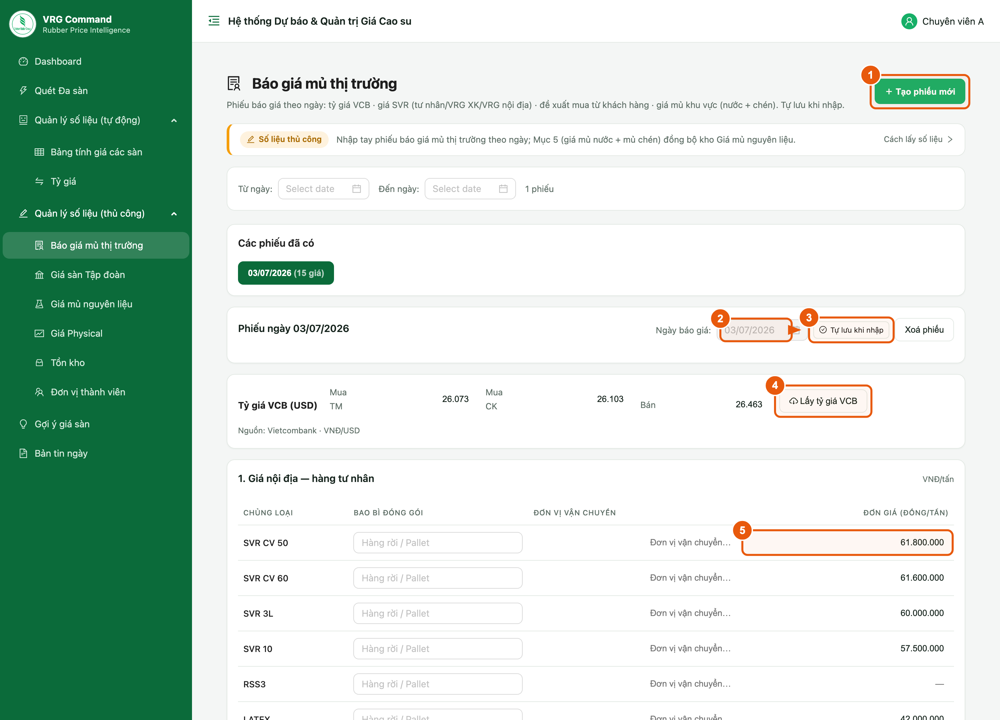 VRG Command
Rubber Price Intelligence
Dashboard
Quét Đa sàn
Quản lý số liệu (tự động)
Bảng tính giá các sàn
Tỷ giá
Quản lý số liệu (thủ công)
Báo giá mủ thị trường
Giá sàn Tập đoàn
Giá mủ nguyên liệu
Giá Physical
Tồn kho
Đơn vị thành viên
Gợi ý giá sàn
Bản tin ngày
Hệ thống Dự báo & Quản trị Giá Cao su
Chuyên viên A
Báo giá mủ thị trường
1
+ Tạo phiếu mới
Phiếu báo giá theo ngày: tỷ giá VCB · giá SVR (tư nhân/VRG XK/VRG nội địa) · đề xuất mua từ khách hàng · giá mủ khu vực (nước + chén). Tự lưu khi nhập.
Số liệu thủ công Nhập tay phiếu báo giá mủ thị trường theo ngày; Mục 5 (giá mủ nước + mủ chén) đồng bộ kho Giá mủ nguyên liệu. Cách lấy số liệu
Từ ngày: Select date Đến ngày: Select date 1 phiếu
Các phiếu đã có
03/07/2026 (15 giá)
Phiếu ngày 03/07/2026
Ngày báo giá: 2 03/07/2026 3 Tự lưu khi nhập Xoá phiếu
Tỷ giá VCB (USD) Mua TM 26.073 Mua CK 26.103 Bán 26.463 4 Lấy tỷ giá VCB
Nguồn: Vietcombank · VNĐ/USD
1. Giá nội địa — hàng tư nhân VNĐ/tấn
CHỦNG LOẠI BAO BÌ ĐÓNG GÓI ĐƠN VỊ VẬN CHUYỂN ĐƠN GIÁ (ĐỒNG/TẤN)
SVR CV 50 Hàng rời / Pallet Đơn vị vận chuyển... 5 61.800.000
SVR CV 60 Hàng rời / Pallet Đơn vị vận chuyển... 61.600.000
SVR 3L Hàng rời / Pallet Đơn vị vận chuyển... 60.000.000
SVR 10 Hàng rời / Pallet Đơn vị vận chuyển... 57.500.000
RSS3 Hàng rời / Pallet Đơn vị vận chuyển... —
LATEX Hàng rời / Pallet Đơn vị vận chuyển 42.000.000